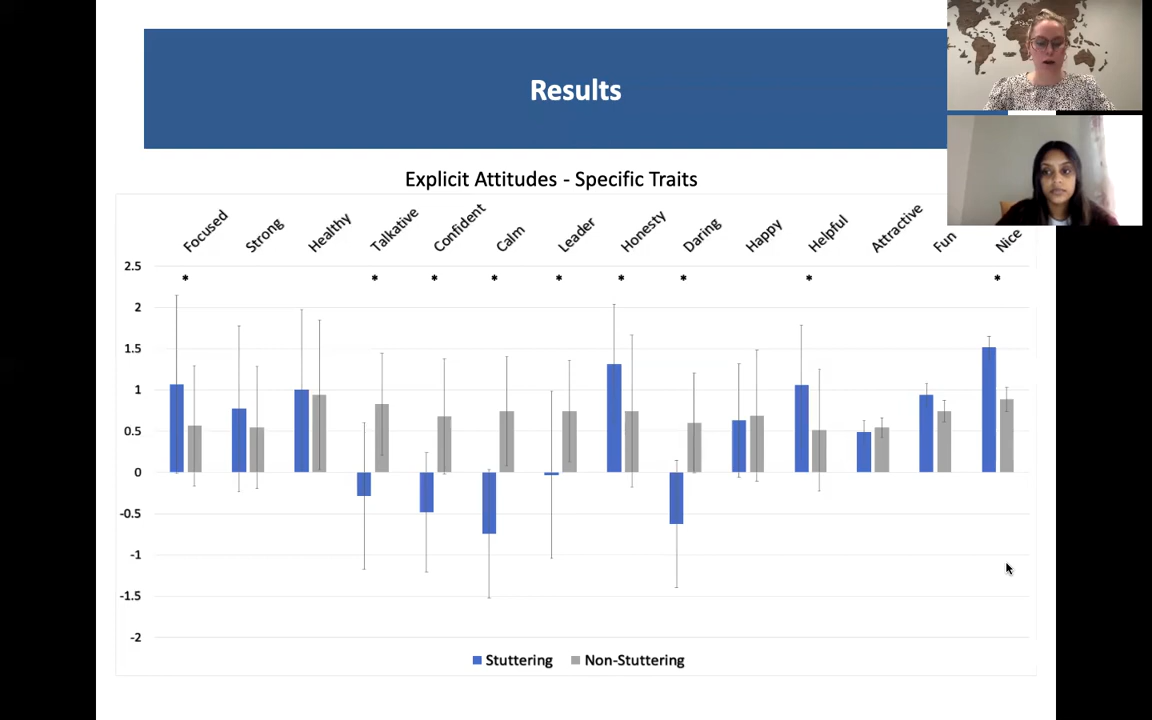 Results
Explicit Attitudes - Specific Traits
Focused Strong Healthy Talkative Confident Calm Leader Honesty Daring Happy Helpful Attractive Fun Nice
2.5
* * * * * * * * *
2
1.5
1
0.5
0
-0.5
-1
-1.5
-2
Stuttering Non-Stuttering